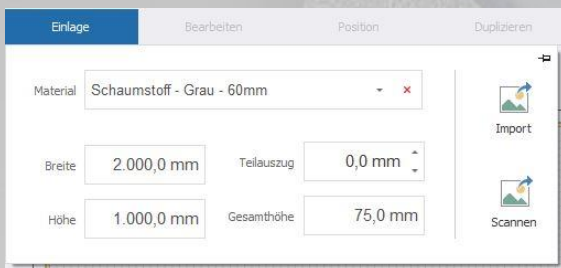 Einlage
Bearbeiten
Position
Duplizieren
Material
Schaumstoff - Grau - 60mm
Import
Breite
2.000,0 mm
Teilauszug
0,0 mm
Höhe
1.000,0 mm
Gesamthöhe
75,0 mm
Scannen